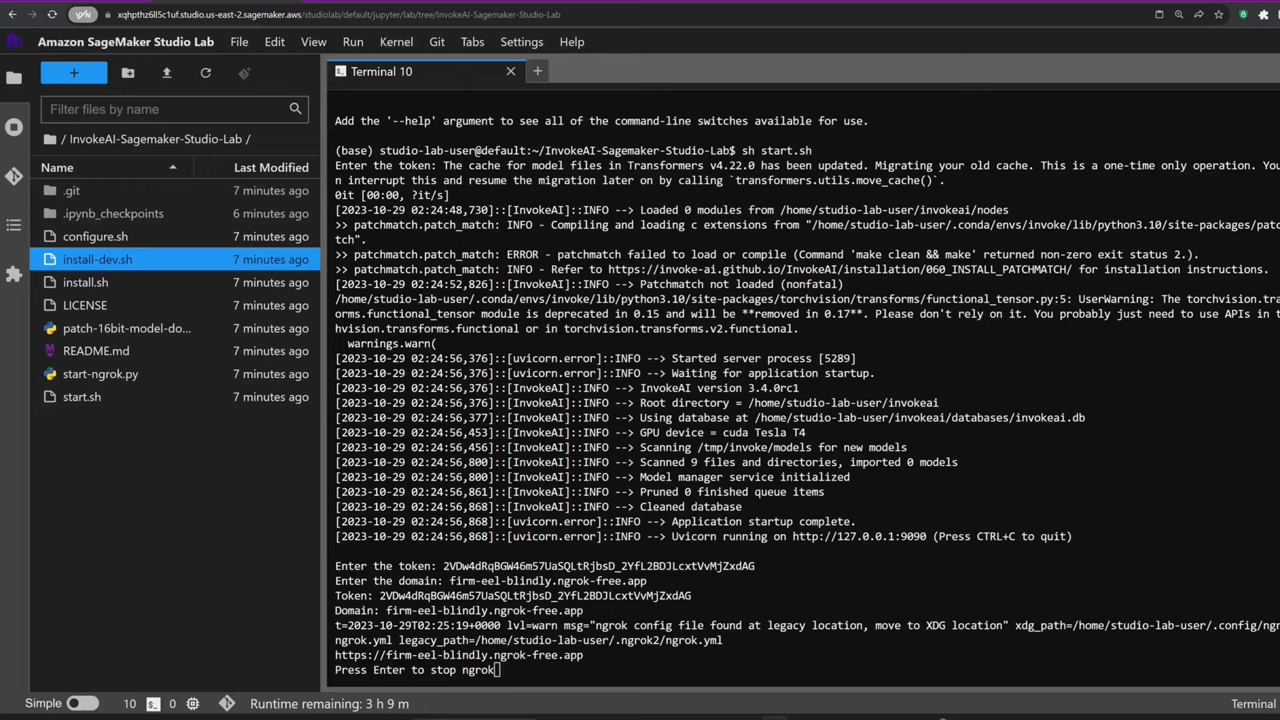 xqhpthz6ll5c1uf.studio.us-east-2.sagemaker.aws/studiolab/default/jupyter/lab/tree/InvokeAI-Sagemaker-Studio-Lab
Amazon SageMaker Studio Lab File Edit View Run Kernel Git Tabs Settings Help
Filter files by name
/ InvokeAI-Sagemaker-Studio-Lab /
Name Last Modified
.git 7 minutes ago
.ipynb_checkpoints 6 minutes ago
configure.sh 7 minutes ago
install-dev.sh 7 minutes ago
install.sh 7 minutes ago
LICENSE 7 minutes ago
patch-16bit-model-do... 7 minutes ago
README.md 7 minutes ago
start-ngrok.py 7 minutes ago
start.sh 7 minutes ago
Terminal 10
Add the '--help' argument to see all of the command-line switches available for use.
(base) studio-lab-user@default:~/InvokeAI-Sagemaker-Studio-Lab$ sh start.sh
Enter the token: The cache for model files in Transformers v4.22.0 has been updated. Migrating your old cache. This is a one-time only operation. You
n interrupt this and resume the migration later on by calling `transformers.utils.move_cache()`.
0it [00:00, ?it/s]
[2023-10-29 02:24:48,730]::[InvokeAI]::INFO --> Loaded 0 modules from /home/studio-lab-user/invokeai/nodes
>> patchmatch.patch_match: INFO - Compiling and loading c extensions from "/home/studio-lab-user/.conda/envs/invoke/lib/python3.10/site-packages/patc
tch".
>> patchmatch.patch_match: ERROR - patchmatch failed to load or compile (Command 'make clean && make' returned non-zero exit status 2.).
>> patchmatch.patch_match: INFO - Refer to https://invoke-ai.github.io/InvokeAI/installation/060_INSTALL_PATCHMATCH/ for installation instructions.
[2023-10-29 02:24:52,826]::[InvokeAI]::INFO --> Patchmatch not loaded (nonfatal)
/home/studio-lab-user/.conda/envs/invoke/lib/python3.10/site-packages/torchvision/transforms/functional_tensor.py:5: UserWarning: The torchvision.tra
orms.functional_tensor module is deprecated in 0.15 and will be **removed in 0.17**. Please don't rely on it. You probably just need to use APIs in t
hvision.transforms.functional or in torchvision.transforms.v2.functional.
warnings.warn(
[2023-10-29 02:24:56,376]::[uvicorn.error]::INFO --> Started server process [5289]
[2023-10-29 02:24:56,376]::[uvicorn.error]::INFO --> Waiting for application startup.
[2023-10-29 02:24:56,376]::[InvokeAI]::INFO --> InvokeAI version 3.4.0rc1
[2023-10-29 02:24:56,376]::[InvokeAI]::INFO --> Root directory = /home/studio-lab-user/invokeai
[2023-10-29 02:24:56,377]::[InvokeAI]::INFO --> Using database at /home/studio-lab-user/invokeai/databases/invokeai.db
[2023-10-29 02:24:56,453]::[InvokeAI]::INFO --> GPU device = cuda Tesla T4
[2023-10-29 02:24:56,456]::[InvokeAI]::INFO --> Scanning /tmp/invoke/models for new models
[2023-10-29 02:24:56,800]::[InvokeAI]::INFO --> Scanned 9 files and directories, imported 0 models
[2023-10-29 02:24:56,800]::[InvokeAI]::INFO --> Model manager service initialized
[2023-10-29 02:24:56,861]::[InvokeAI]::INFO --> Pruned 0 finished queue items
[2023-10-29 02:24:56,868]::[InvokeAI]::INFO --> Cleaned database
[2023-10-29 02:24:56,868]::[uvicorn.error]::INFO --> Application startup complete.
[2023-10-29 02:24:56,868]::[uvicorn.error]::INFO --> Uvicorn running on http://127.0.0.1:9090 (Press CTRL+C to quit)
Enter the token: 2VDw4dRqBGW46m57UaSQLtRjbsD_2YfL2BDJLcxtVvMjZxdAG
Enter the domain: firm-eel-blindly.ngrok-free.app
Token: 2VDw4dRqBGW46m57UaSQLtRjbsD_2YfL2BDJLcxtVvMjZxdAG
Domain: firm-eel-blindly.ngrok-free.app
t=2023-10-29T02:25:19+0000 lvl=warn msg="ngrok config file found at legacy location, move to XDG location" xdg_path=/home/studio-lab-user/.config/ngr
ngrok.yml legacy_path=/home/studio-lab-user/.ngrok2/ngrok.yml
https://firm-eel-blindly.ngrok-free.app
Press Enter to stop ngrok
Simple 10 0 Runtime remaining: 3 h 9 m Terminal